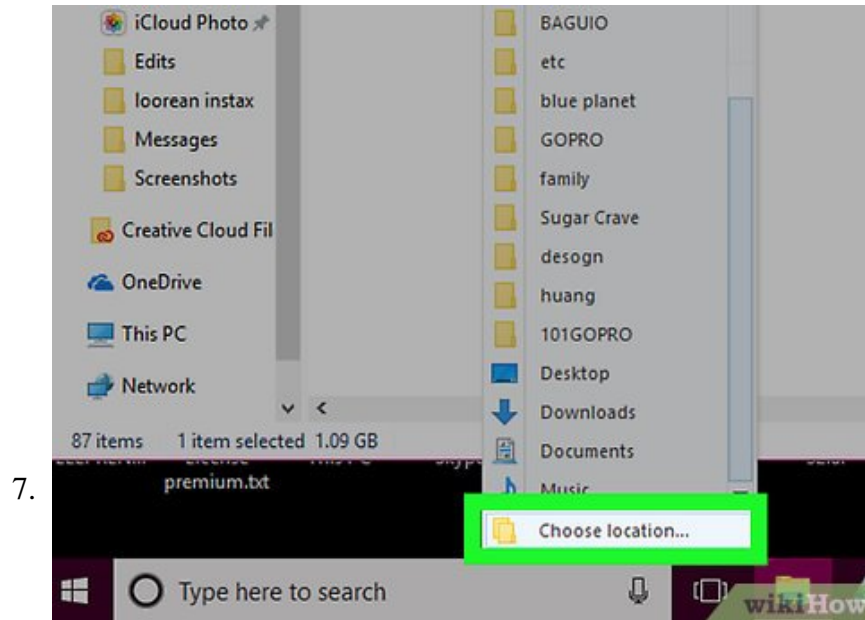 iCloud Photo
Edits
loorean instax
Messages
Screenshots
Creative Cloud Fil
OneDrive
This PC
Network
87 items 1 item selected 1.09 GB
BAGUIO
etc
blue planet
GOPRO
family
Sugar Crave
desogn
huang
101GOPRO
Desktop
Downloads
Documents
Music
Choose location...
premium.txt
7.
Type here to search
wikiHow